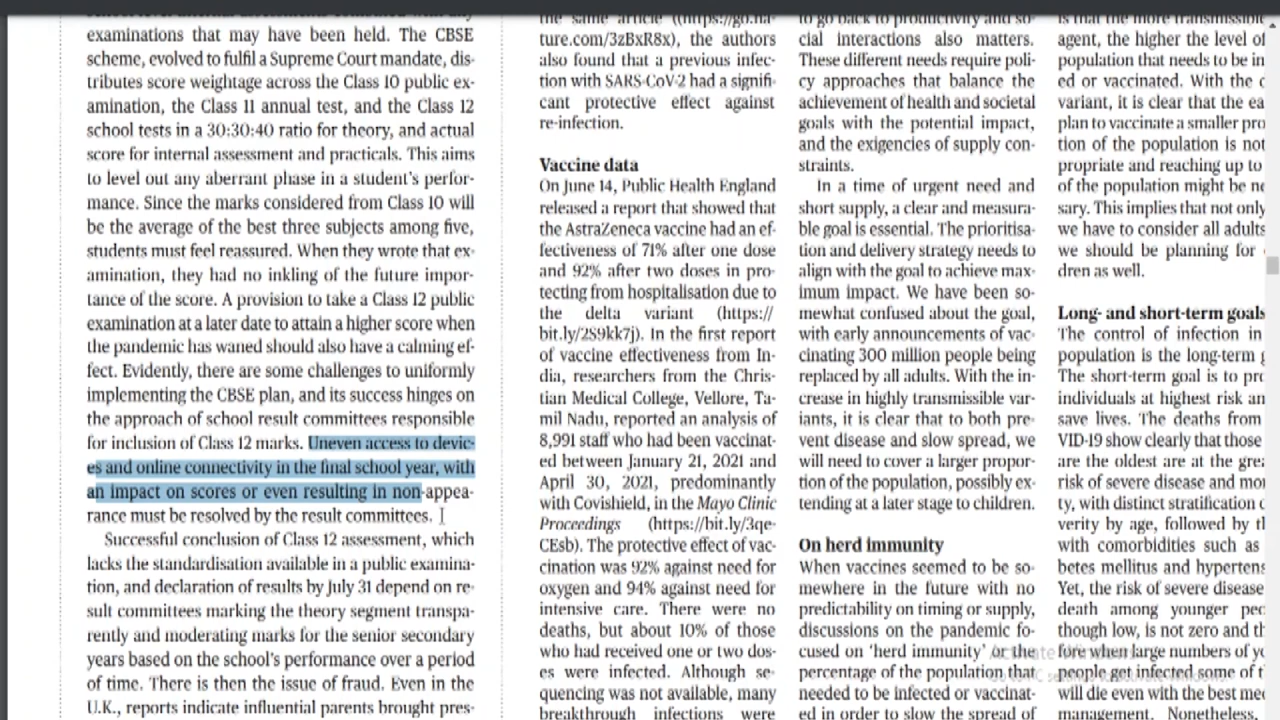 examinations that may have been held. The CBSE
scheme, evolved to fulfil a Supreme Court mandate, dis-
tributes score weightage across the Class 10 public ex-
amination, the Class 11 annual test, and the Class 12
school tests in a 30:30:40 ratio for theory, and actual
score for internal assessment and practicals. This aims
to level out any aberrant phase in a student's perfor-
mance. Since the marks considered from Class 10 will
be the average of the best three subjects among five,
students must feel reassured. When they wrote that ex-
amination, they had no inkling of the future impor-
tance of the score. A provision to take a Class 12 public
examination at a later date to attain a higher score when
the pandemic has waned should also have a calming ef-
fect. Evidently, there are some challenges to uniformly
implementing the CBSE plan, and its success hinges on
the approach of school result committees responsible
for inclusion of Class 12 marks. Uneven access to devic-
es and online connectivity in the final school year, with
an impact on scores or even resulting in non-appea-
rance must be resolved by the result committees.
Successful conclusion of Class 12 assessment, which
lacks the standardisation available in a public examina-
tion, and declaration of results by July 31 depend on re-
sult committees marking the theory segment transpa-
rently and moderating marks for the senior secondary
years based on the school's performance over a period
of time. There is then the issue of fraud. Even in the
U.K., reports indicate influential parents brought pres-
the same article ((https://go.na-
ture.com/3zBxR8x), the authors
also found that a previous infec-
tion with SARS-CoV-2 had a signifi-
cant protective effect against
re-infection.
Vaccine data
On June 14, Public Health England
released a report that showed that
the AstraZeneca vaccine had an ef-
fectiveness of 71% after one dose
and 92% after two doses in pro-
tecting from hospitalisation due to
the delta variant (https://
bit.ly/2S9kk7j). In the first report
of vaccine effectiveness from In-
dia, researchers from the Chris-
tian Medical College, Vellore, Ta-
mil Nadu, reported an analysis of
8,991 staff who had been vaccinat-
ed between January 21, 2021 and
April 30, 2021, predominantly
with Covishield, in the Mayo Clinic
Proceedings (https://bit.ly/3qe-
CEsb). The protective effect of vac-
cination was 92% against need for
oxygen and 94% against need for
intensive care. There were no
deaths, but about 10% of those
who had received one or two dos-
es were infected. Although se-
quencing was not available, many
breakthrough infections were
to go back to productivity and so-
cial interactions also matters.
These different needs require poli-
cy approaches that balance the
achievement of health and societal
goals with the potential impact,
and the exigencies of supply con-
straints.
In a time of urgent need and
short supply, a clear and measura-
ble goal is essential. The prioritisa-
tion and delivery strategy needs to
align with the goal to achieve max-
imum impact. We have been so-
mewhat confused about the goal,
with early announcements of vac-
cinating 300 million people being
replaced by all adults. With the in-
crease in highly transmissible var-
iants, it is clear that to both pre-
vent disease and slow spread, we
will need to cover a larger propor-
tion of the population, possibly ex-
tending at a later stage to children.
On herd immunity
When vaccines seemed to be so-
mewhere in the future with no
predictability on timing or supply,
discussions on the pandemic fo-
cused on 'herd immunity' or the
percentage of the population that
needed to be infected or vaccinat-
ed in order to slow the spread of
is that the more transmissible
agent, the higher the level of
population that needs to be in
ed or vaccinated. With the
variant, it is clear that the ea
plan to vaccinate a smaller pro
tion of the population is not
propriate and reaching up to
of the population might be ne
sary. This implies that not only
we have to consider all adults
we should be planning for
dren as well.
Long- and short-term goals
The control of infection in
population is the long-term
The short-term goal is to pro
individuals at highest risk an
save lives. The deaths from
VID-19 show clearly that those
are the oldest are at the grea
risk of severe disease and mor
ty, with distinct stratification
verity by age, followed by th
with comorbidities such as
betes mellitus and hypertens
Yet, the risk of severe disease
death among younger peo
though low, is not zero and th
fore when large numbers of yo
people get infected some of t
will die even with the best med
management. Nonetheless,
Activate Windows